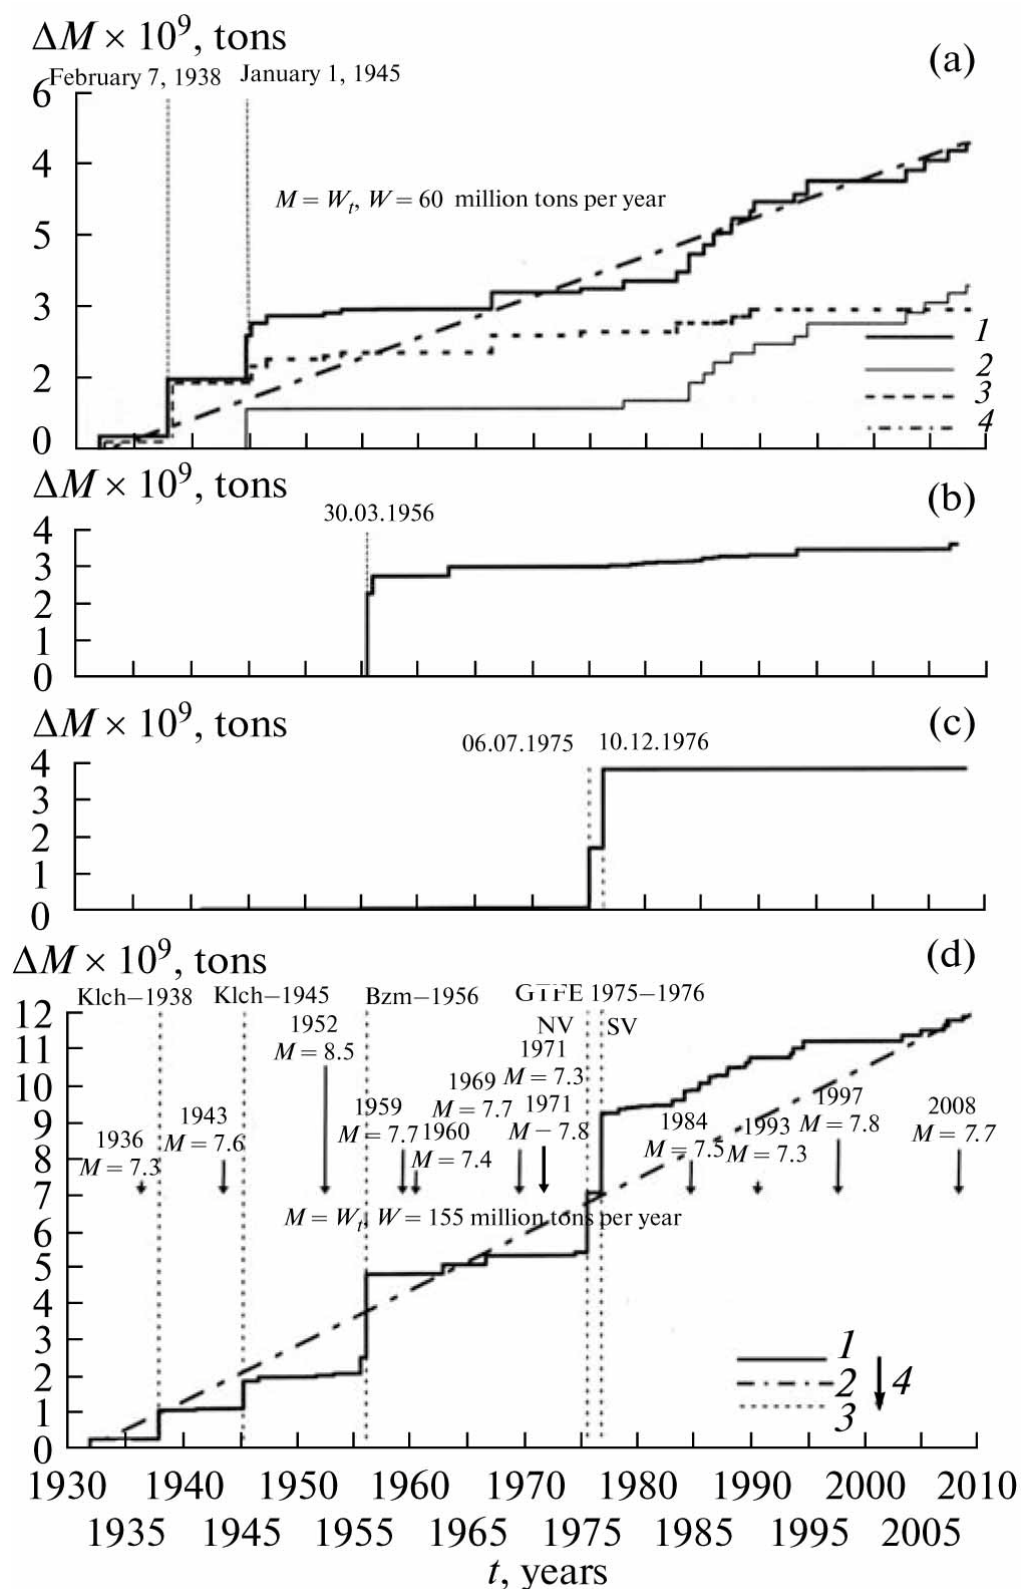 ΔM × 10⁹, tons
(a)
February 7, 1938 January 1, 1945
6
4
5
3
2
0
M = Wₜ, W = 60 million tons per year
1
2
3
4
ΔM × 10⁹, tons
(b)
30.03.1956
4
3
2
1
0
ΔM × 10⁹, tons
(c)
06.07.1975 10.12.1976
4
3
2
1
0
ΔM × 10⁹, tons
(d)
Klch–1938 Klch–1945 Bzm–1956 GTFE 1975–1976
NV SV
12
11
10
9
8
7
6
5
4
3
2
1
0
1936
M = 7.3
1943
M = 7.6
1952
M = 8.5
1959
M = 7.7
1960
M = 7.4
1969
M = 7.7
1971
M = 7.3
1971
M – 7.8
1984
M = 7.5
1993
M = 7.3
1997
M = 7.8
2008
M = 7.7
M = Wₜ, W = 155 million tons per year
1
2
3
4
1930 1940 1950 1960 1970 1980 1990 2000 2010
1935 1945 1955 1965 1975 1985 1995 2005
t, years